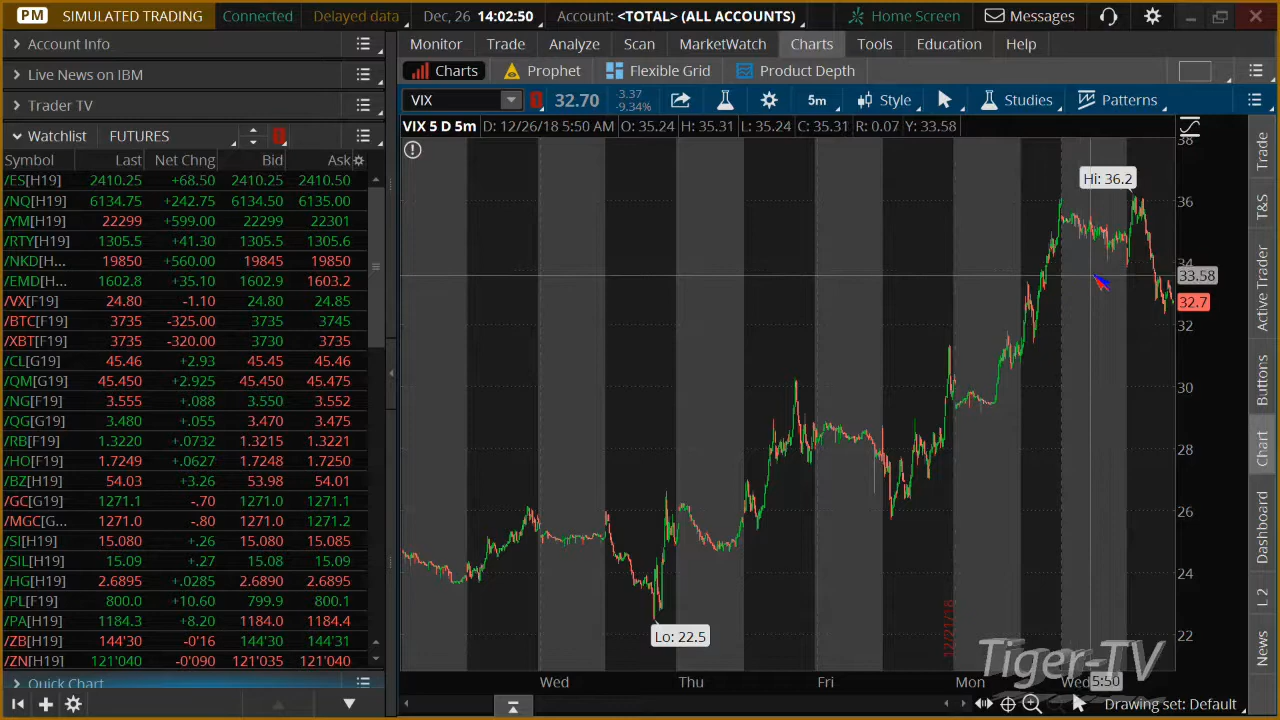 PM SIMULATED TRADING Connected Delayed data Dec, 26 14:02:50 Account: <TOTAL> (ALL ACCOUNTS) Home Screen Messages
Account Info
Live News on IBM
Trader TV
Watchlist FUTURES
Symbol Last Net Chng Bid Ask
/ES[H19] 2410.25 +68.50 2410.25 2410.50
/NQ[H19] 6134.75 +242.75 6134.50 6135.00
/YM[H19] 22299 +599.00 22299 22301
/RTY[H19] 1305.5 +41.30 1305.5 1305.6
/NKD[H... 19850 +560.00 19845 19850
/EMD[H... 1602.8 +35.10 1602.9 1603.2
/VX[F19] 24.80 -1.10 24.80 24.85
/BTC[F19] 3735 -325.00 3735 3745
/XBT[F19] 3735 -320.00 3730 3735
/CL[G19] 45.46 +2.93 45.45 45.46
/QM[G19] 45.450 +2.925 45.450 45.475
/NG[F19] 3.555 +.088 3.550 3.552
/QG[G19] 3.480 +.055 3.470 3.475
/RB[F19] 1.3220 +.0732 1.3215 1.3221
/HO[F19] 1.7249 +.0627 1.7248 1.7250
/BZ[H19] 54.03 +3.26 53.98 54.01
/GC[G19] 1271.1 -.70 1271.0 1271.1
/MGC[G... 1271.0 -.80 1271.0 1271.2
/SI[H19] 15.080 +.26 15.080 15.085
/SIL[H19] 15.09 +.27 15.08 15.09
/HG[H19] 2.6895 +.0285 2.6890 2.6895
/PL[F19] 800.0 +10.60 799.9 800.1
/PA[H19] 1184.3 +8.20 1184.0 1184.4
/ZB[H19] 144'30 -0'16 144'30 144'31
/ZN[H19] 121'040 -0'090 121'035 121'040
Quick Chart
Monitor Trade Analyze Scan MarketWatch Charts Tools Education Help
Charts Prophet Flexible Grid Product Depth
VIX 32.70 -3.37 -9.34% 5m Style Studies Patterns
VIX 5 D 5m D: 12/26/18 5:50 AM O: 35.24 H: 35.31 L: 35.24 C: 35.31 R: 0.07 Y: 33.58
38
Hi: 36.2
36
34
33.58
32.7
32
30
28
26
24
Lo: 22.5
22
12/21/18
Wed Thu Fri Mon Wed 5:50
Tiger-TV
Drawing set: Default
Trade
T&S
Active Trader
Buttons
Chart
Dashboard
L 2
News